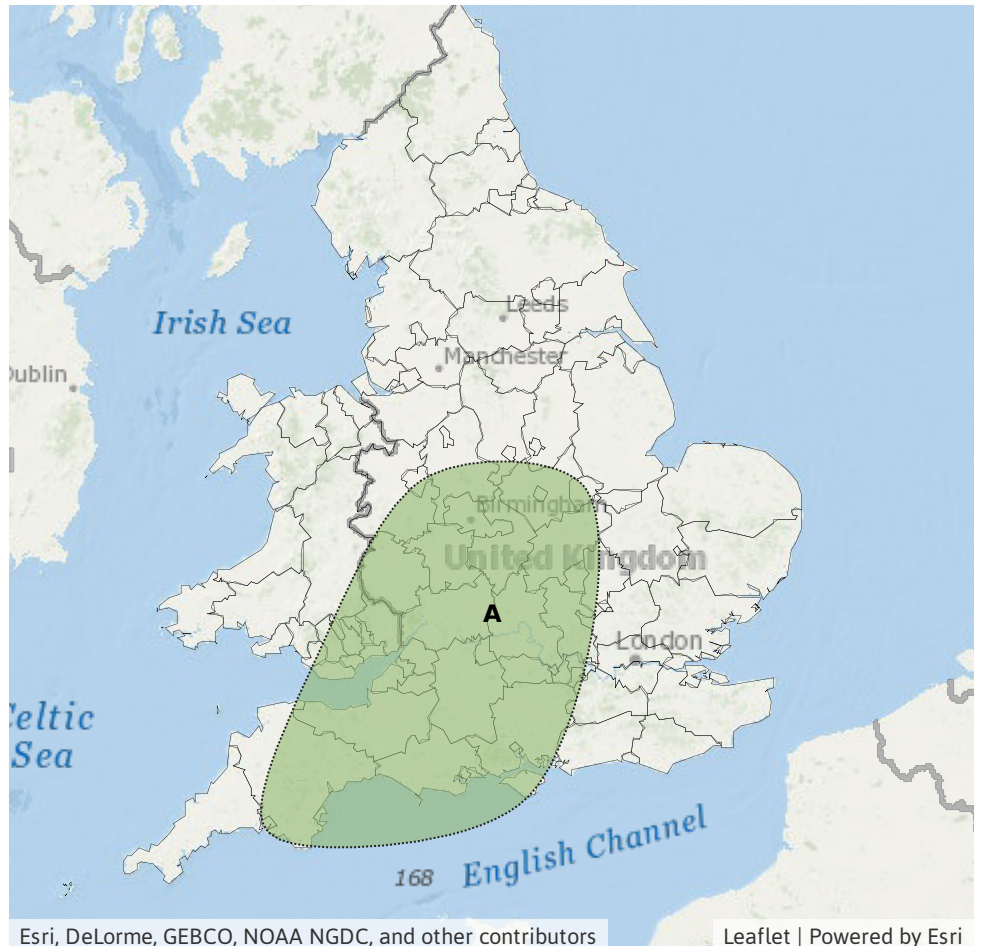 Leeds
Irish Sea
Manchester
Dublin
Birmingham
United Kingdom
A
London
Celtic
Sea
English Channel
168
Esri, DeLorme, GEBCO, NOAA NGDC, and other contributors
Leaflet | Powered by Esri